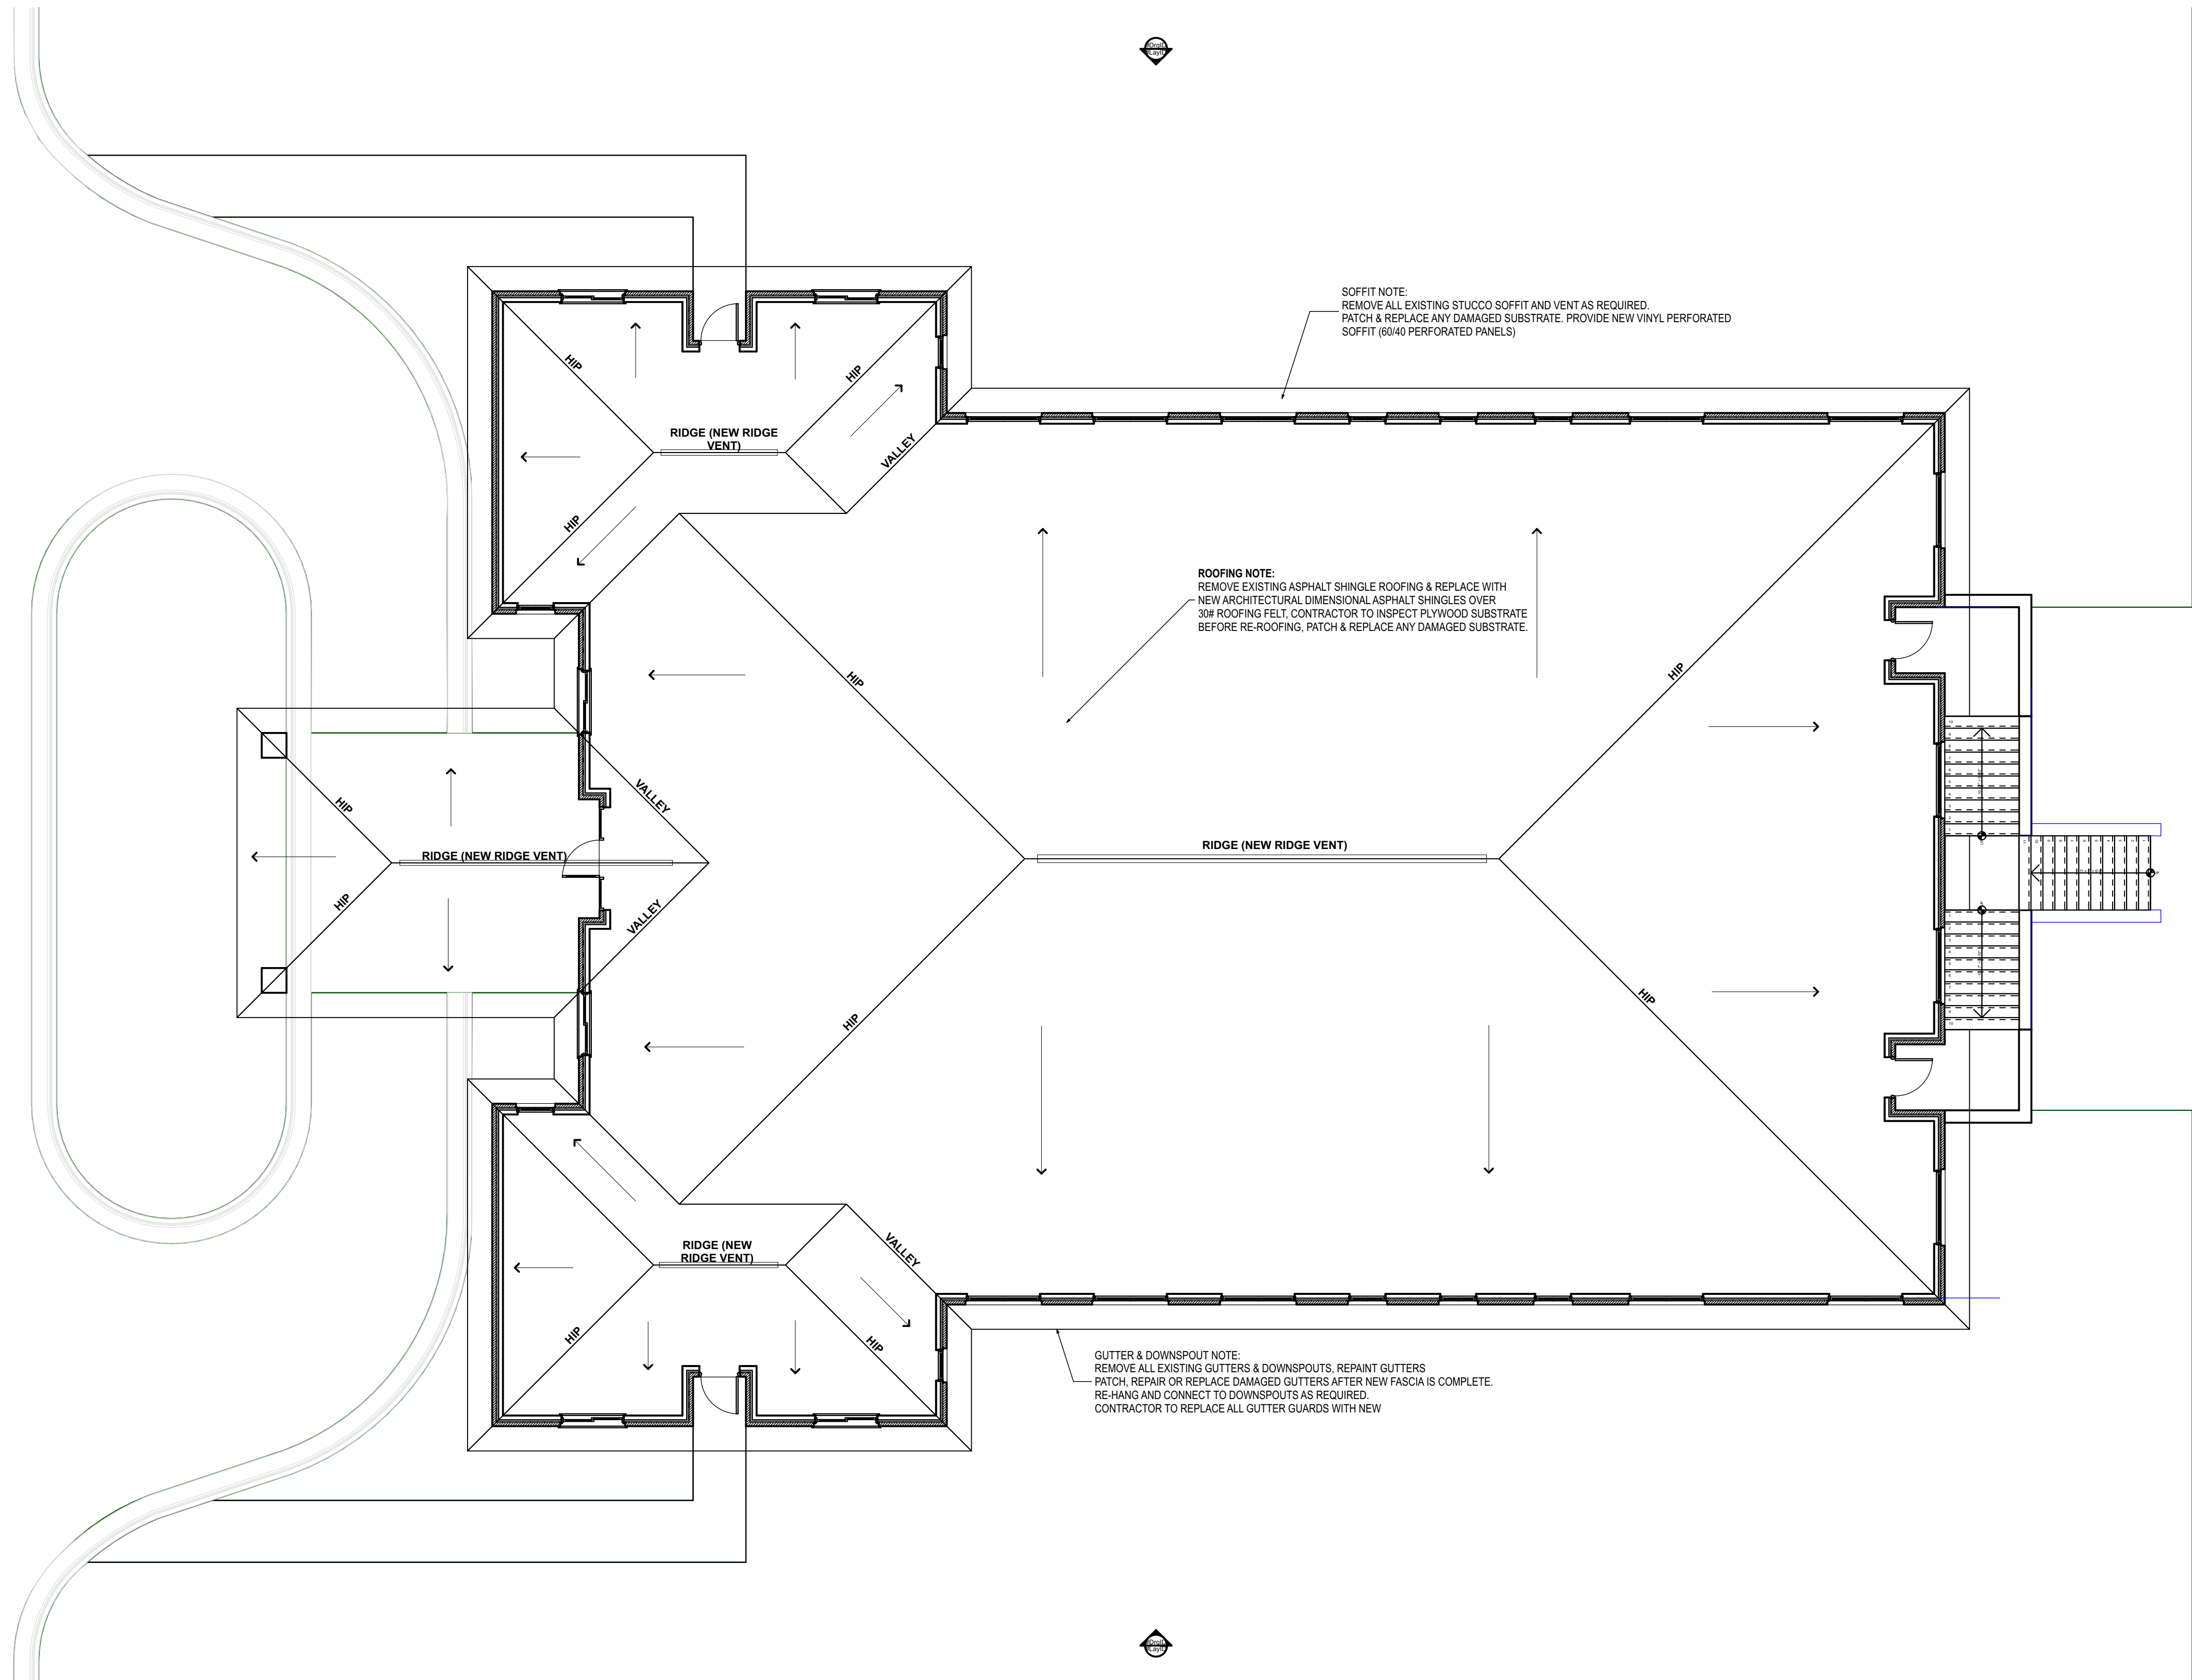 SOFFIT NOTE:
REMOVE ALL EXISTING STUCCO SOFFIT AND VENT AS REQUIRED.
PATCH & REPLACE ANY DAMAGED SUBSTRATE. PROVIDE NEW VINYL PERFORATED
SOFFIT (60/40 PERFORATED PANELS)
HIP
HIP
RIDGE (NEW RIDGE
VENT)
VALLEY
HIP
ROOFING NOTE:
REMOVE EXISTING ASPHALT SHINGLE ROOFING & REPLACE WITH
NEW ARCHITECTURAL DIMENSIONAL ASPHALT SHINGLES OVER
30# ROOFING FELT, CONTRACTOR TO INSPECT PLYWOOD SUBSTRATE
BEFORE RE-ROOFING, PATCH & REPLACE ANY DAMAGED SUBSTRATE.
HIP
HIP
VALLEY
HIP
RIDGE (NEW RIDGE VENT)
RIDGE (NEW RIDGE VENT)
HIP
VALLEY
HIP
HIP
RIDGE (NEW
RIDGE VENT)
VALLEY
HIP
HIP
GUTTER & DOWNSPOUT NOTE:
REMOVE ALL EXISTING GUTTERS & DOWNSPOUTS, REPAINT GUTTERS
PATCH, REPAIR OR REPLACE DAMAGED GUTTERS AFTER NEW FASCIA IS COMPLETE.
RE-HANG AND CONNECT TO DOWNSPOUTS AS REQUIRED.
CONTRACTOR TO REPLACE ALL GUTTER GUARDS WITH NEW